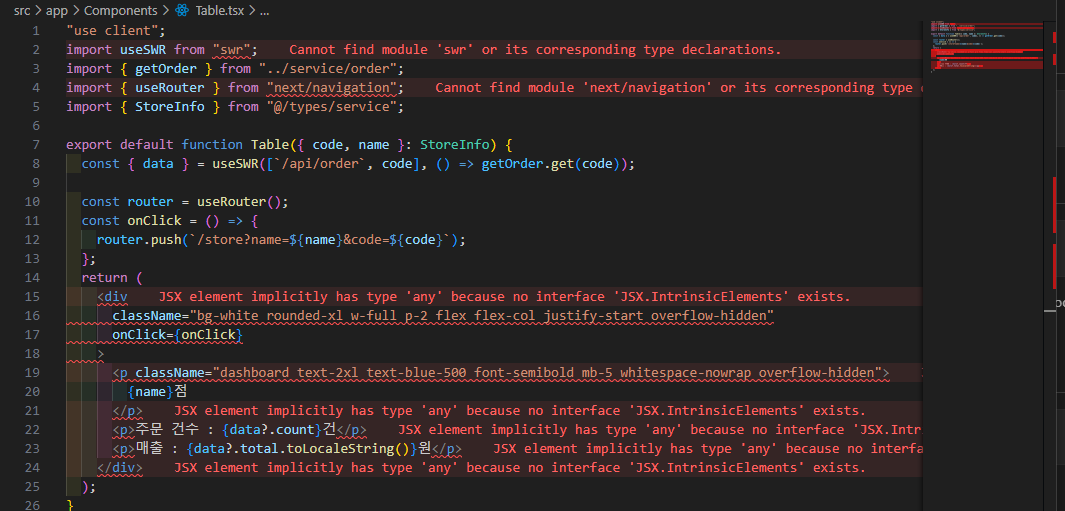 src > app > Components > Table.tsx > ...
1 "use client";
2 import useSWR from "swr"; Cannot find module 'swr' or its corresponding type declarations.
3 import { getOrder } from "../service/order";
4 import { useRouter } from "next/navigation"; Cannot find module 'next/navigation' or its corresponding type
5 import { StoreInfo } from "@/types/service";
6
7 export default function Table({ code, name }: StoreInfo) {
8 const { data } = useSWR([`/api/order`, code], () => getOrder.get(code));
9
10 const router = useRouter();
11 const onClick = () => {
12 router.push(`/store?name=${name}&code=${code}`);
13 };
14 return (
15 <div JSX element implicitly has type 'any' because no interface 'JSX.IntrinsicElements' exists.
16 className="bg-white rounded-xl w-full p-2 flex flex-col justify-start overflow-hidden"
17 onClick={onClick}
18 >
19 <p className="dashboard text-2xl text-blue-500 font-semibold mb-5 whitespace-nowrap overflow-hidden">
20 {name}점
21 </p> JSX element implicitly has type 'any' because no interface 'JSX.IntrinsicElements' exists.
22 <p>주문 건수 : {data?.count}건</p> JSX element implicitly has type 'any' because no interface 'JSX.Intr
23 <p>매출 : {data?.total.toLocaleString()}원</p> JSX element implicitly has type 'any' because no interfa
24 </div> JSX element implicitly has type 'any' because no interface 'JSX.IntrinsicElements' exists.
25 );
26 }